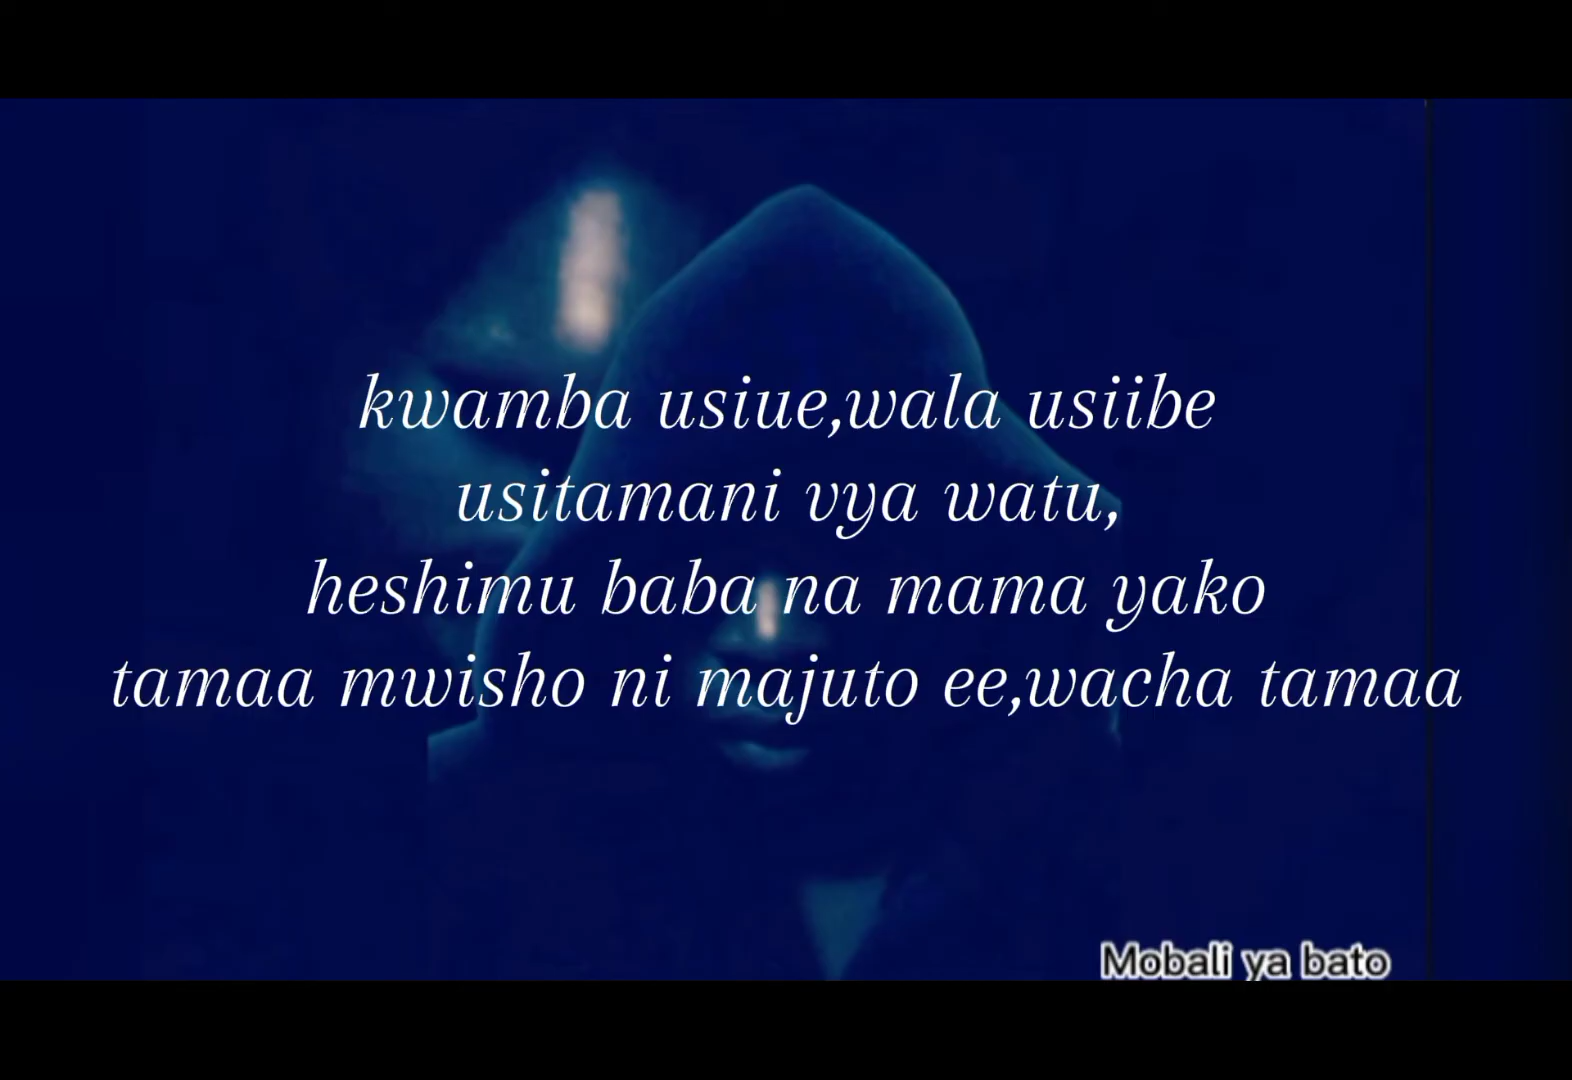 kwamba usiue,wala usiibe
usitamani vya watu,
heshimu baba na mama yako
tamaa mwisho ni majuto ee,wacha tamaa
Mobali ya bato